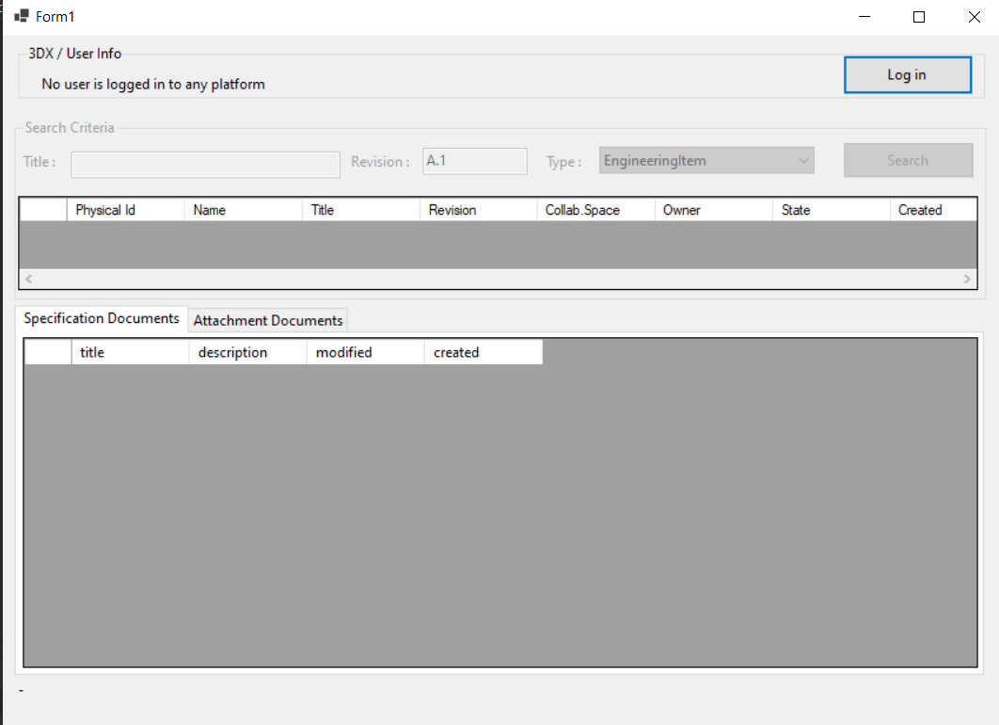 Form1
3DX / User Info
No user is logged in to any platform
Log in
Search Criteria
Title :
Revision :
A.1
Type :
EngineeringItem
Search
Physical Id Name Title Revision Collab.Space Owner State Created
Specification Documents Attachment Documents
title description modified created
-